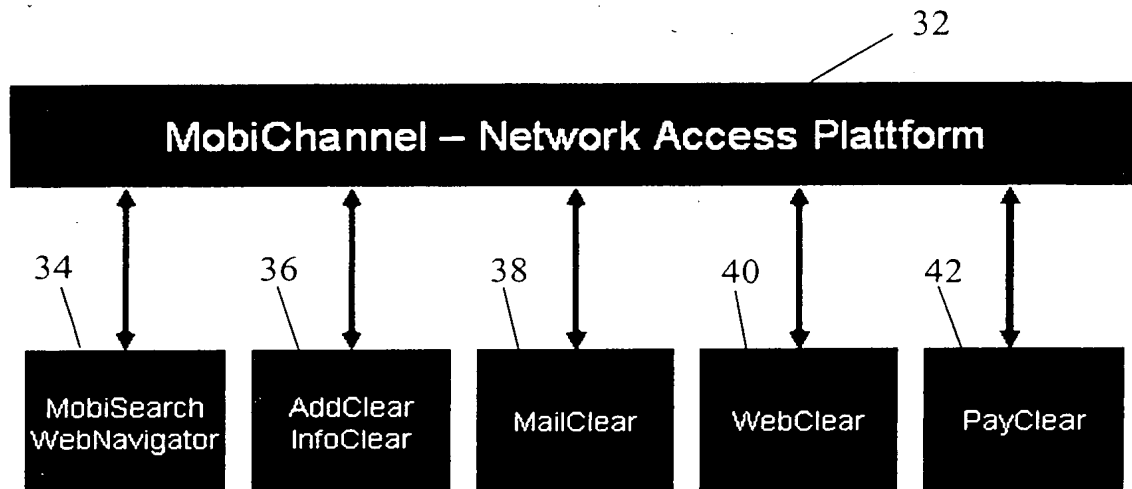 32
MobiChannel – Network Access Plattform
34
36
38
40
42
MobiSearch
WebNavigator
AddClear
InfoClear
MailClear
WebClear
PayClear